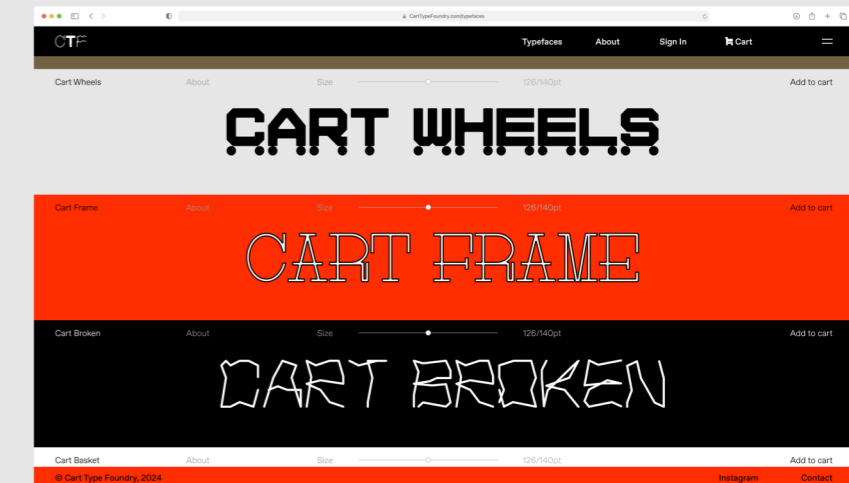 CartTypeFoundry.com/typefaces
CTF Typefaces About Sign In Cart
Cart Wheels About Size 126/140pt Add to cart
CART WHEELS
Cart Frame About Size 126/140pt Add to cart
CART FRAME
Cart Broken About Size 126/140pt Add to cart
CART BROKEN
Cart Basket About Size 126/140pt Add to cart
© Cart Type Foundry, 2024 Instagram Contact